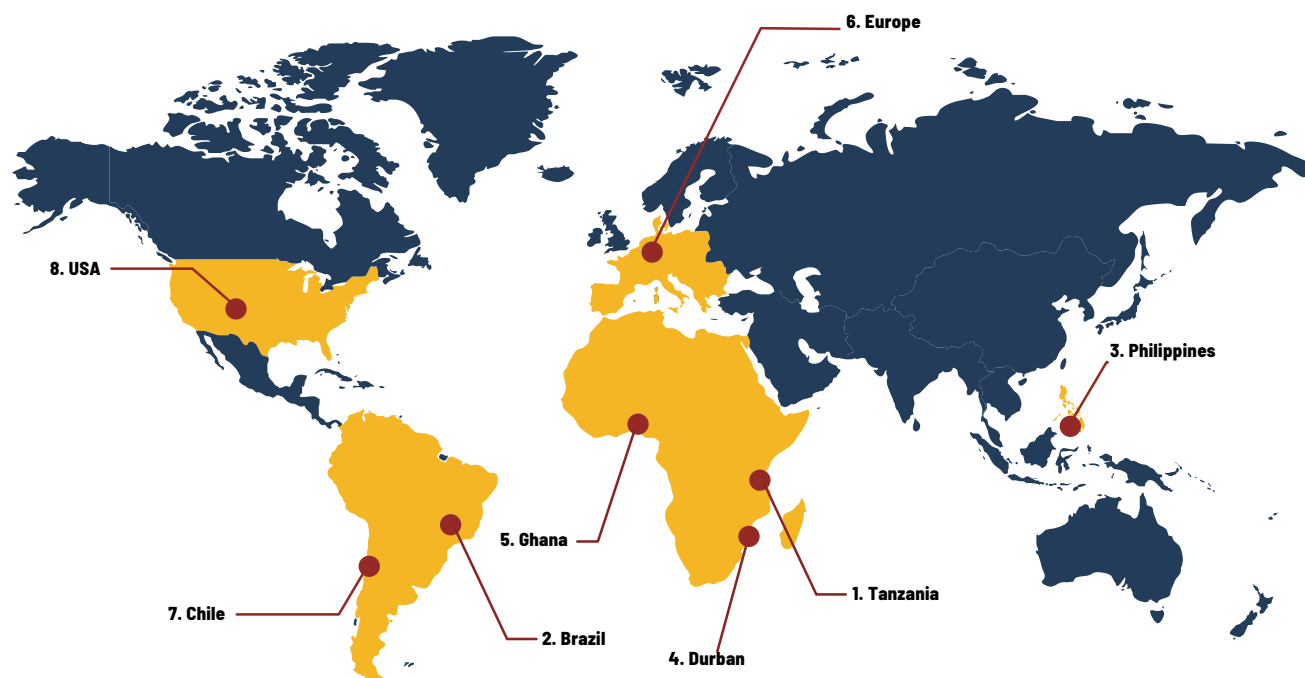 6. Europe
8. USA
3. Philippines
5. Ghana
1. Tanzania
7. Chile
2. Brazil
4. Durban